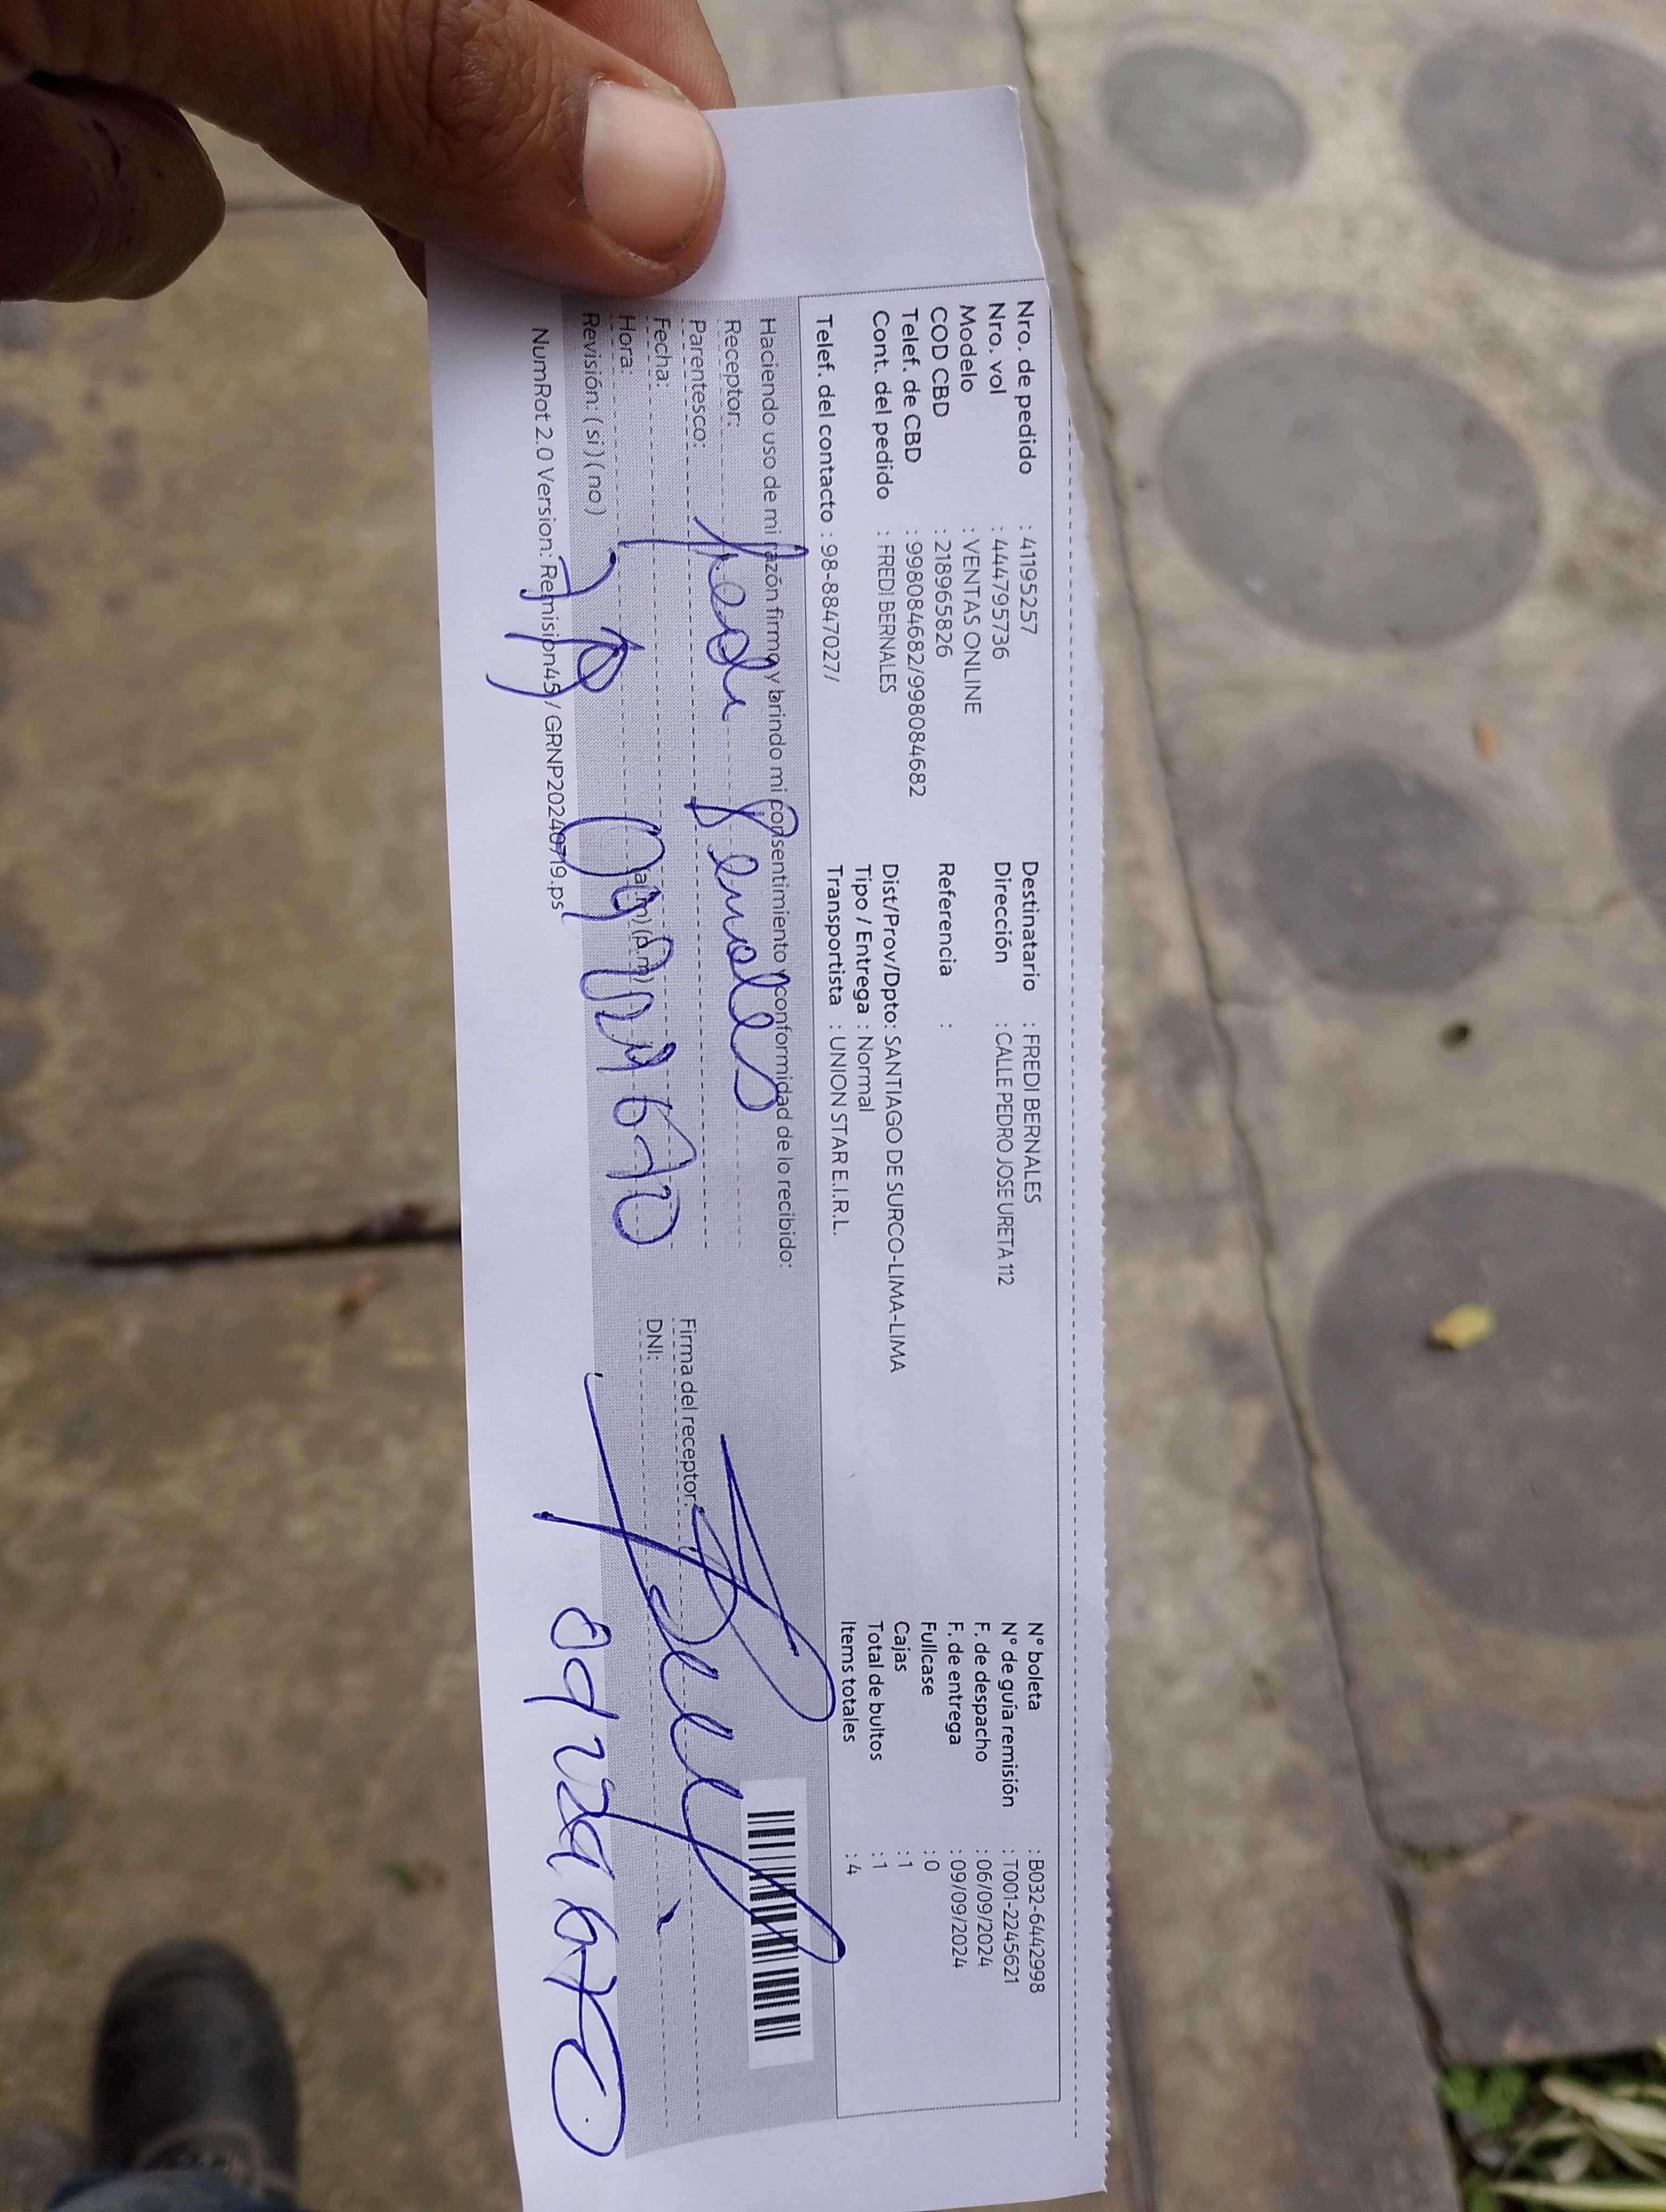 Nro. de pedido : 41195257 Destinatario : FREDI BERNALES N° boleta : B032-6442998
Nro. vol : 444795736 Dirección : CALLE PEDRO JOSE URETA 112 N° de guía remisión : T001-2245621
Modelo : VENTAS ONLINE F. de despacho : 06/09/2024
COD CBD : 218965826 Referencia : F. de entrega : 09/09/2024
Telef. de CBD : 998084682/998084682 Fullcase : 0
Cont. del pedido : FREDI BERNALES Dist/Prov/Dpto: SANTIAGO DE SURCO-LIMA-LIMA Cajas : 1
Tipo / Entrega : Normal Total de bultos : 1
Telef. del contacto : 98-8847027/ Transportista : UNION STAR E.I.R.L. Items totales : 4
Haciendo uso de mi razón firmo y brindo mi consentimiento y conformidad de lo recibido:
Receptor: Fredi Bernales
Parentesco: Firma del receptor:
Fecha: DNI:
Hora: (a.m) (p.m)
Revisión: (si) (no)
NumRot 2.0 Version: Remision45 / GRNP20240719.ps